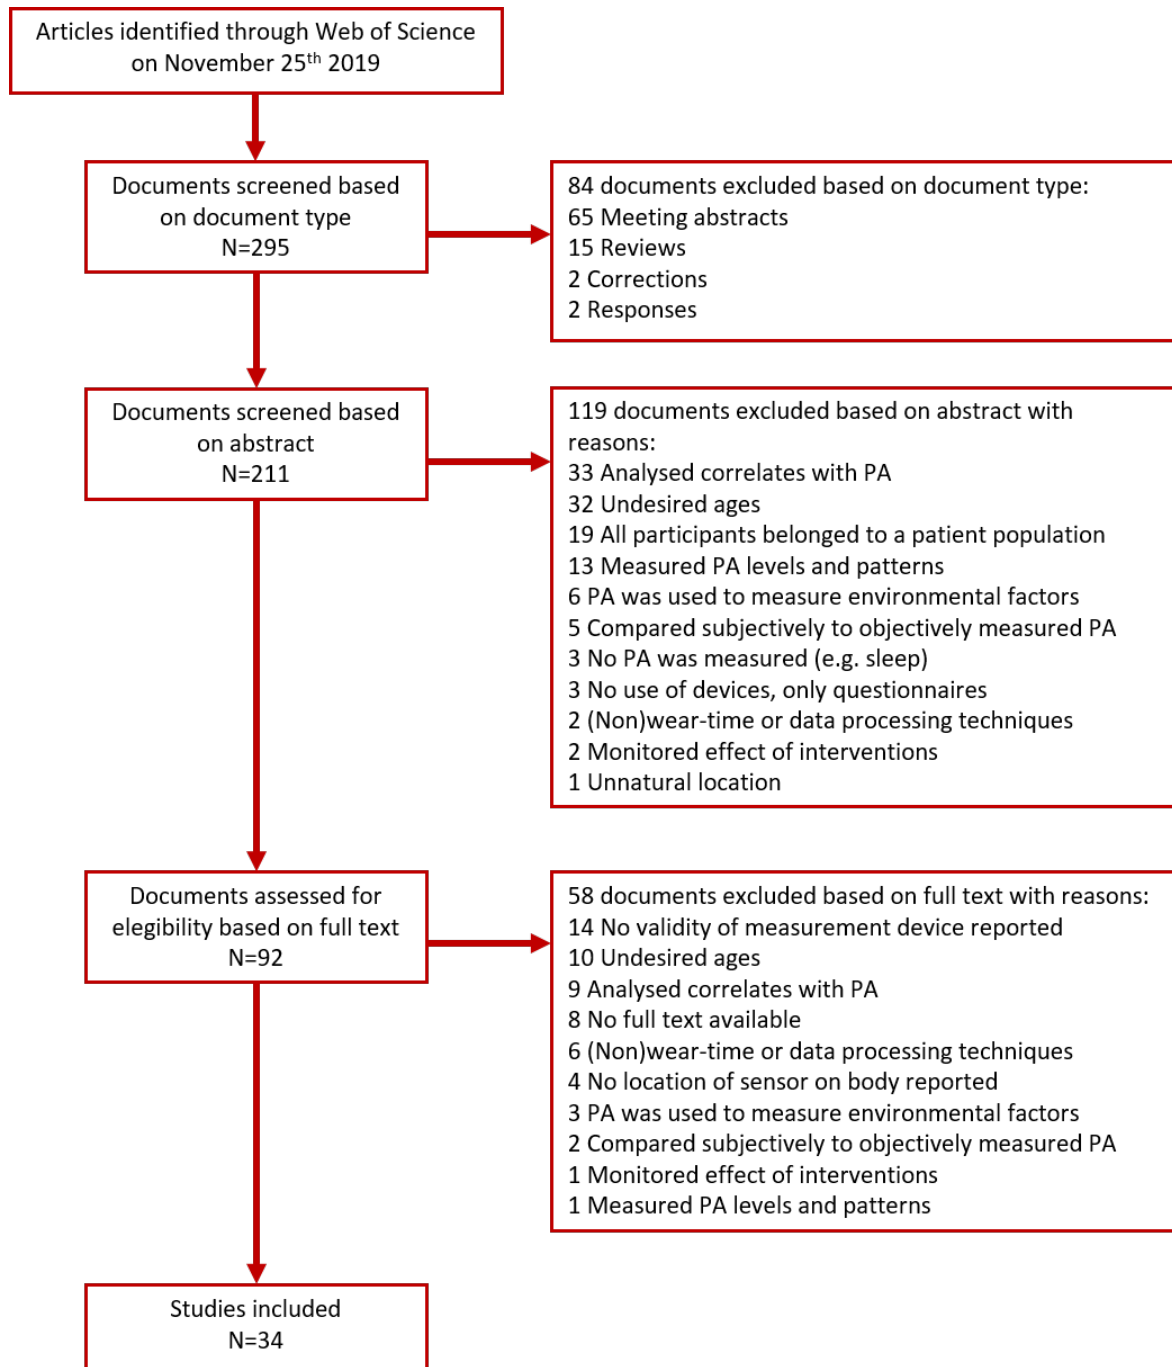 Articles identified through Web of Science
on November 25th 2019
Documents screened based
on document type
N=295
84 documents excluded based on document type:
65 Meeting abstracts
15 Reviews
2 Corrections
2 Responses
Documents screened based
on abstract
N=211
119 documents excluded based on abstract with
reasons:
33 Analysed correlates with PA
32 Undesired ages
19 All participants belonged to a patient population
13 Measured PA levels and patterns
6 PA was used to measure environmental factors
5 Compared subjectively to objectively measured PA
3 No PA was measured (e.g. sleep)
3 No use of devices, only questionnaires
2 (Non)wear-time or data processing techniques
2 Monitored effect of interventions
1 Unnatural location
Documents assessed for
elegibility based on full text
N=92
58 documents excluded based on full text with reasons:
14 No validity of measurement device reported
10 Undesired ages
9 Analysed correlates with PA
8 No full text available
6 (Non)wear-time or data processing techniques
4 No location of sensor on body reported
3 PA was used to measure environmental factors
2 Compared subjectively to objectively measured PA
1 Monitored effect of interventions
1 Measured PA levels and patterns
Studies included
N=34